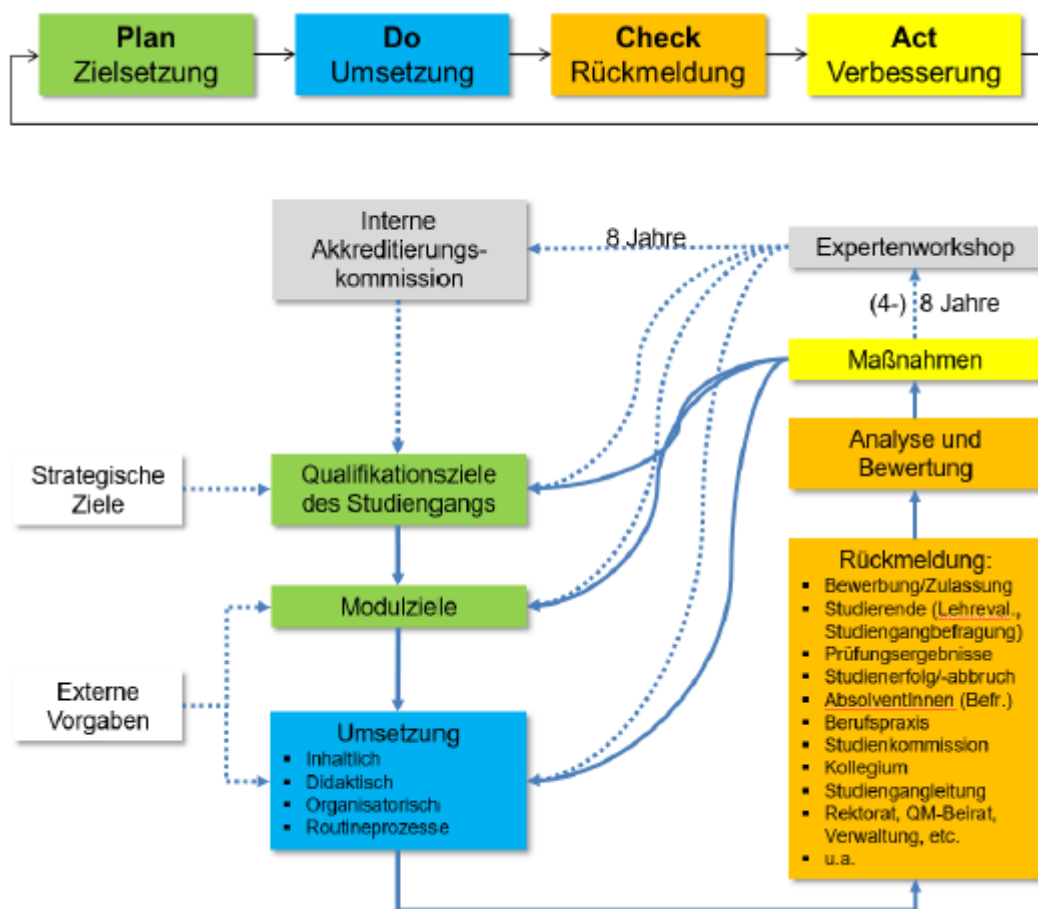 Plan
Zielsetzung
Do
Umsetzung
Check
Rückmeldung
Act
Verbesserung
Interne
Akkreditierungs-
kommission
8 Jahre
Expertenworkshop
(4-) 8 Jahre
Maßnahmen
Analyse und
Bewertung
Strategische
Ziele
Qualifikationsziele
des Studiengangs
Modulziele
Externe
Vorgaben
Umsetzung
▪ Inhaltlich
▪ Didaktisch
▪ Organisatorisch
▪ Routineprozesse
Rückmeldung:
▪ Bewerbung/Zulassung
▪ Studierende (Lehreval.,
Studiengangbefragung)
▪ Prüfungsergebnisse
▪ Studienerfolg/-abbruch
▪ AbsolventInnen (Befr.)
▪ Berufspraxis
▪ Studienkommission
▪ Kollegium
▪ Studiengangleitung
▪ Rektorat, QM-Beirat,
Verwaltung, etc.
▪ u.a.